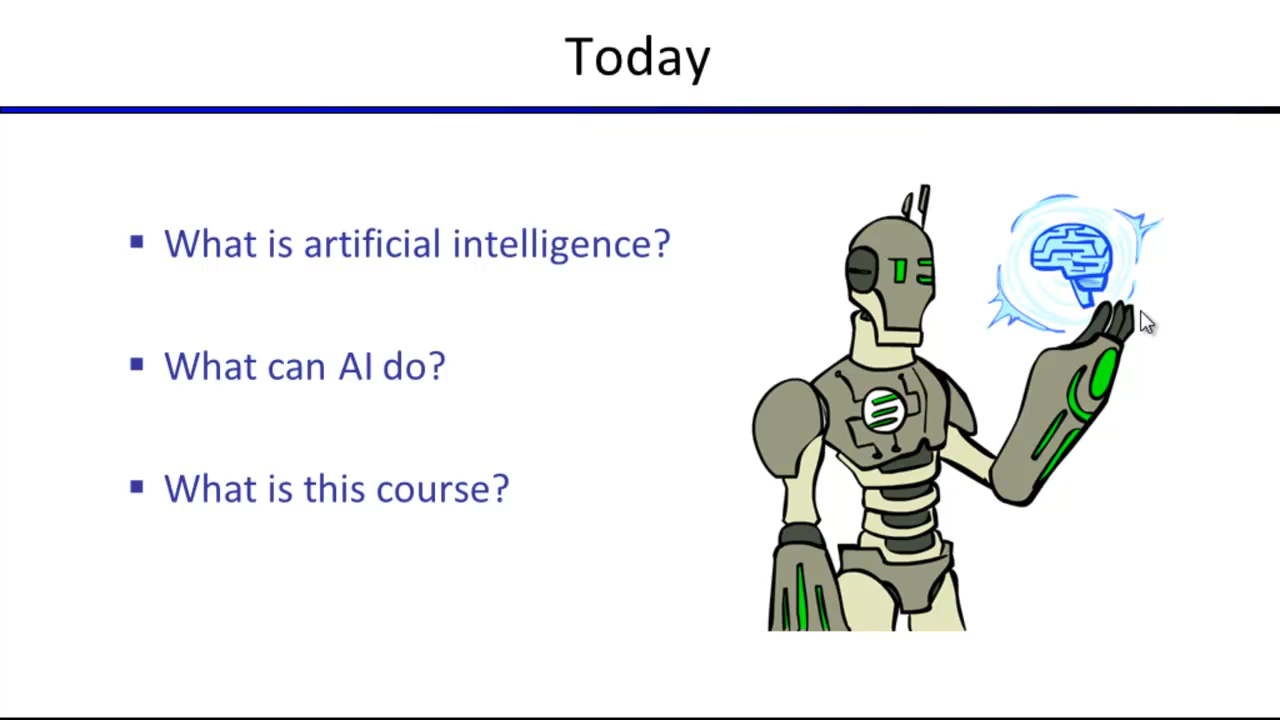 Today
What is artificial intelligence?
What can AI do?
What is this course?